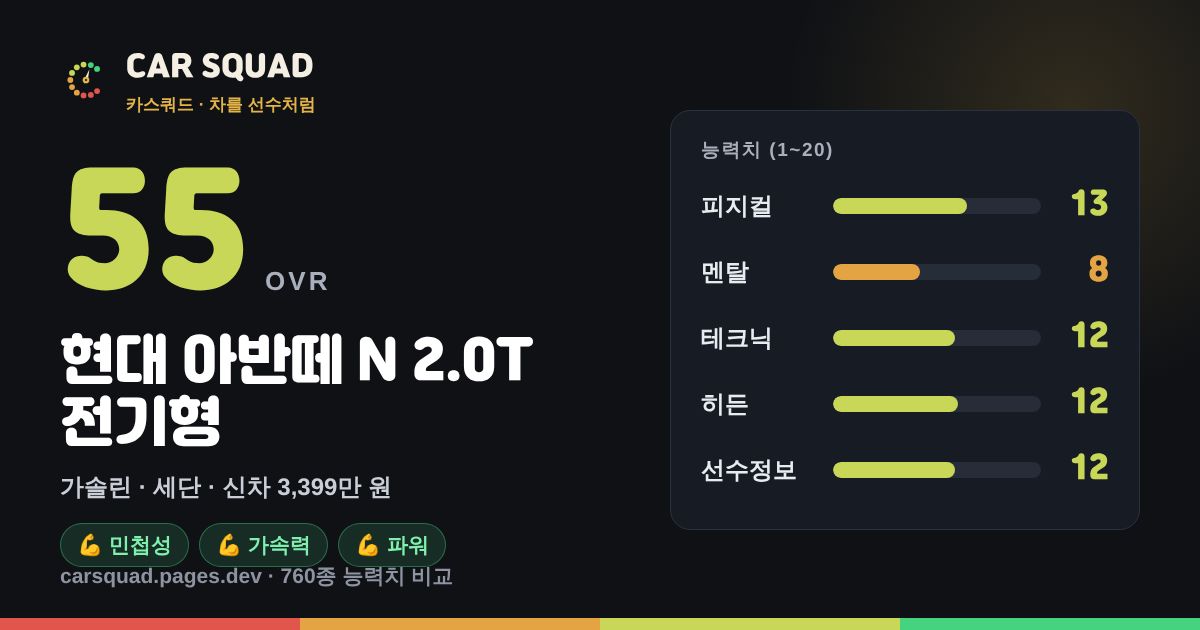 CAR SQUAD
카스쿼드 · 차를 선수처럼
55 OVR
현대 아반떼 N 2.0T
전기형
가솔린 · 세단 · 신차 3,399만 원
💪 민첩성 💪 가속력 💪 파워
carsquad.pages.dev · 760종 능력치 비교
능력치 (1~20)
피지컬 13
멘탈 8
테크닉 12
히든 12
선수정보 12